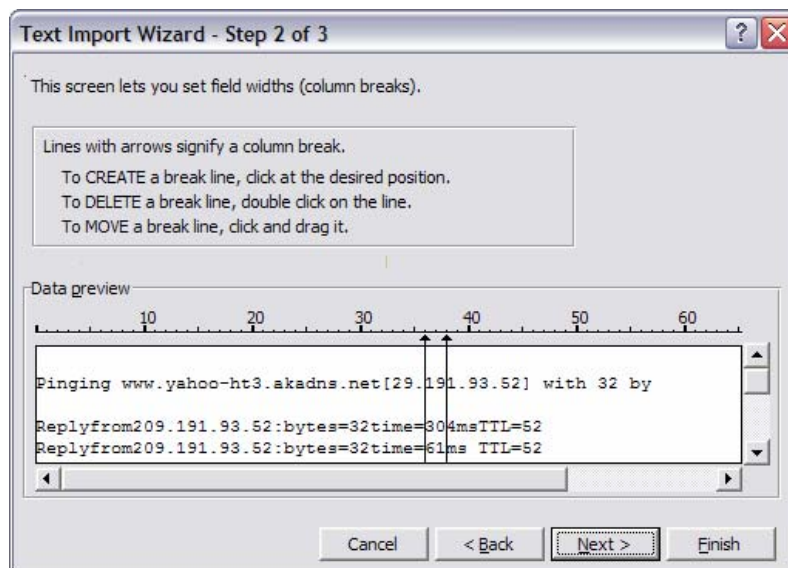 Text Import Wizard - Step 2 of 3
This screen lets you set field widths (column breaks).
Lines with arrows signify a column break.
To CREATE a break line, click at the desired position.
To DELETE a break line, double click on the line.
To MOVE a break line, click and drag it.
Data preview
10 20 30 40 50 60
Pinging www.yahoo-ht3.akadns.net[29.191.93.52] with 32 by
Replyfrom209.191.93.52:bytes=32time=304msTTL=52
Replyfrom209.191.93.52:bytes=32time=61ms TTL=52
Cancel < Back Next > Finish